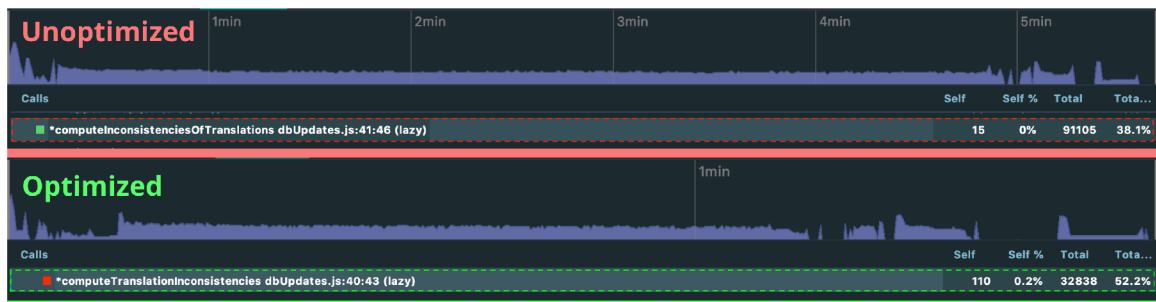 Unoptimized 1min 2min 3min 4min 5min
Calls Self Self % Total Tota...
*computeInconsistenciesOfTranslations dbUpdates.js:41:46 (lazy) 15 0% 91105 38.1%
Optimized 1min
Calls Self Self % Total Tota...
*computeTranslationInconsistencies dbUpdates.js:40:43 (lazy) 110 0.2% 32838 52.2%